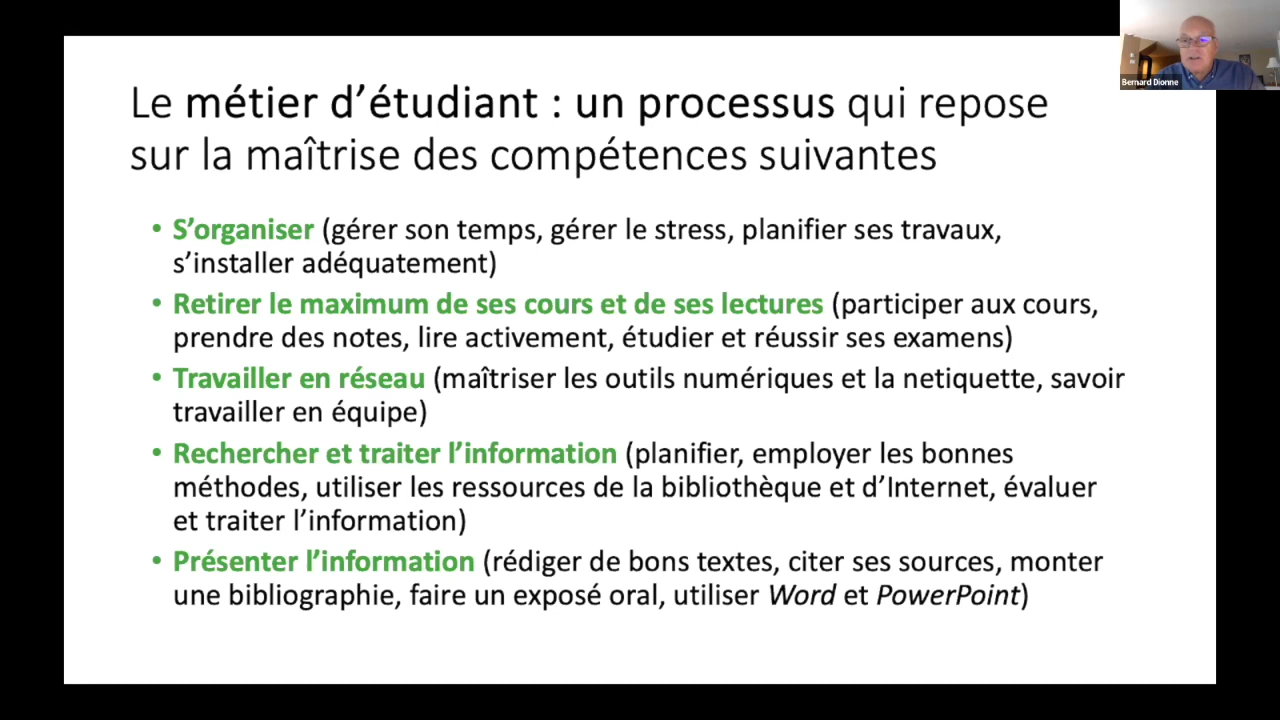 Bernard Dionne
Le métier d’étudiant : un processus qui repose
sur la maîtrise des compétences suivantes
• S’organiser (gérer son temps, gérer le stress, planifier ses travaux,
s’installer adéquatement)
• Retirer le maximum de ses cours et de ses lectures (participer aux cours,
prendre des notes, lire activement, étudier et réussir ses examens)
• Travailler en réseau (maîtriser les outils numériques et la netiquette, savoir
travailler en équipe)
• Rechercher et traiter l’information (planifier, employer les bonnes
méthodes, utiliser les ressources de la bibliothèque et d’Internet, évaluer
et traiter l’information)
• Présenter l’information (rédiger de bons textes, citer ses sources, monter
une bibliographie, faire un exposé oral, utiliser Word et PowerPoint)